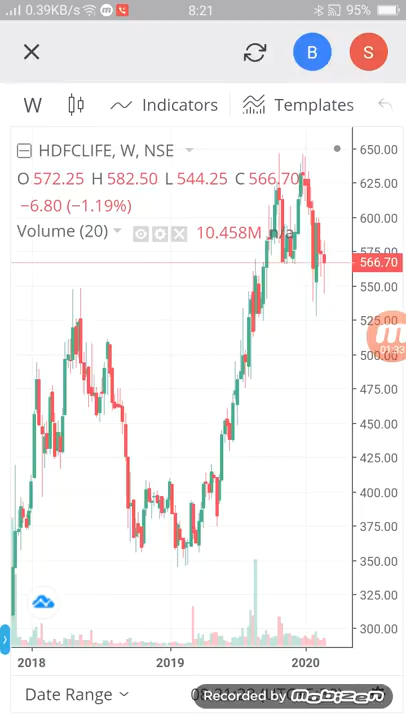 0.39KB/s 8:21 95%
B S
W Indicators Templates
HDFCLIFE, W, NSE
O 572.25 H 582.50 L 544.25 C 566.70
−6.80 (−1.19%)
Volume (20) 10.458M n/a
650.00
625.00
600.00
575.00
566.70
550.00
525.00
01:33
500.00
475.00
450.00
425.00
400.00
375.00
350.00
325.00
300.00
2018 2019 2020
Date Range
Recorded by mobizen